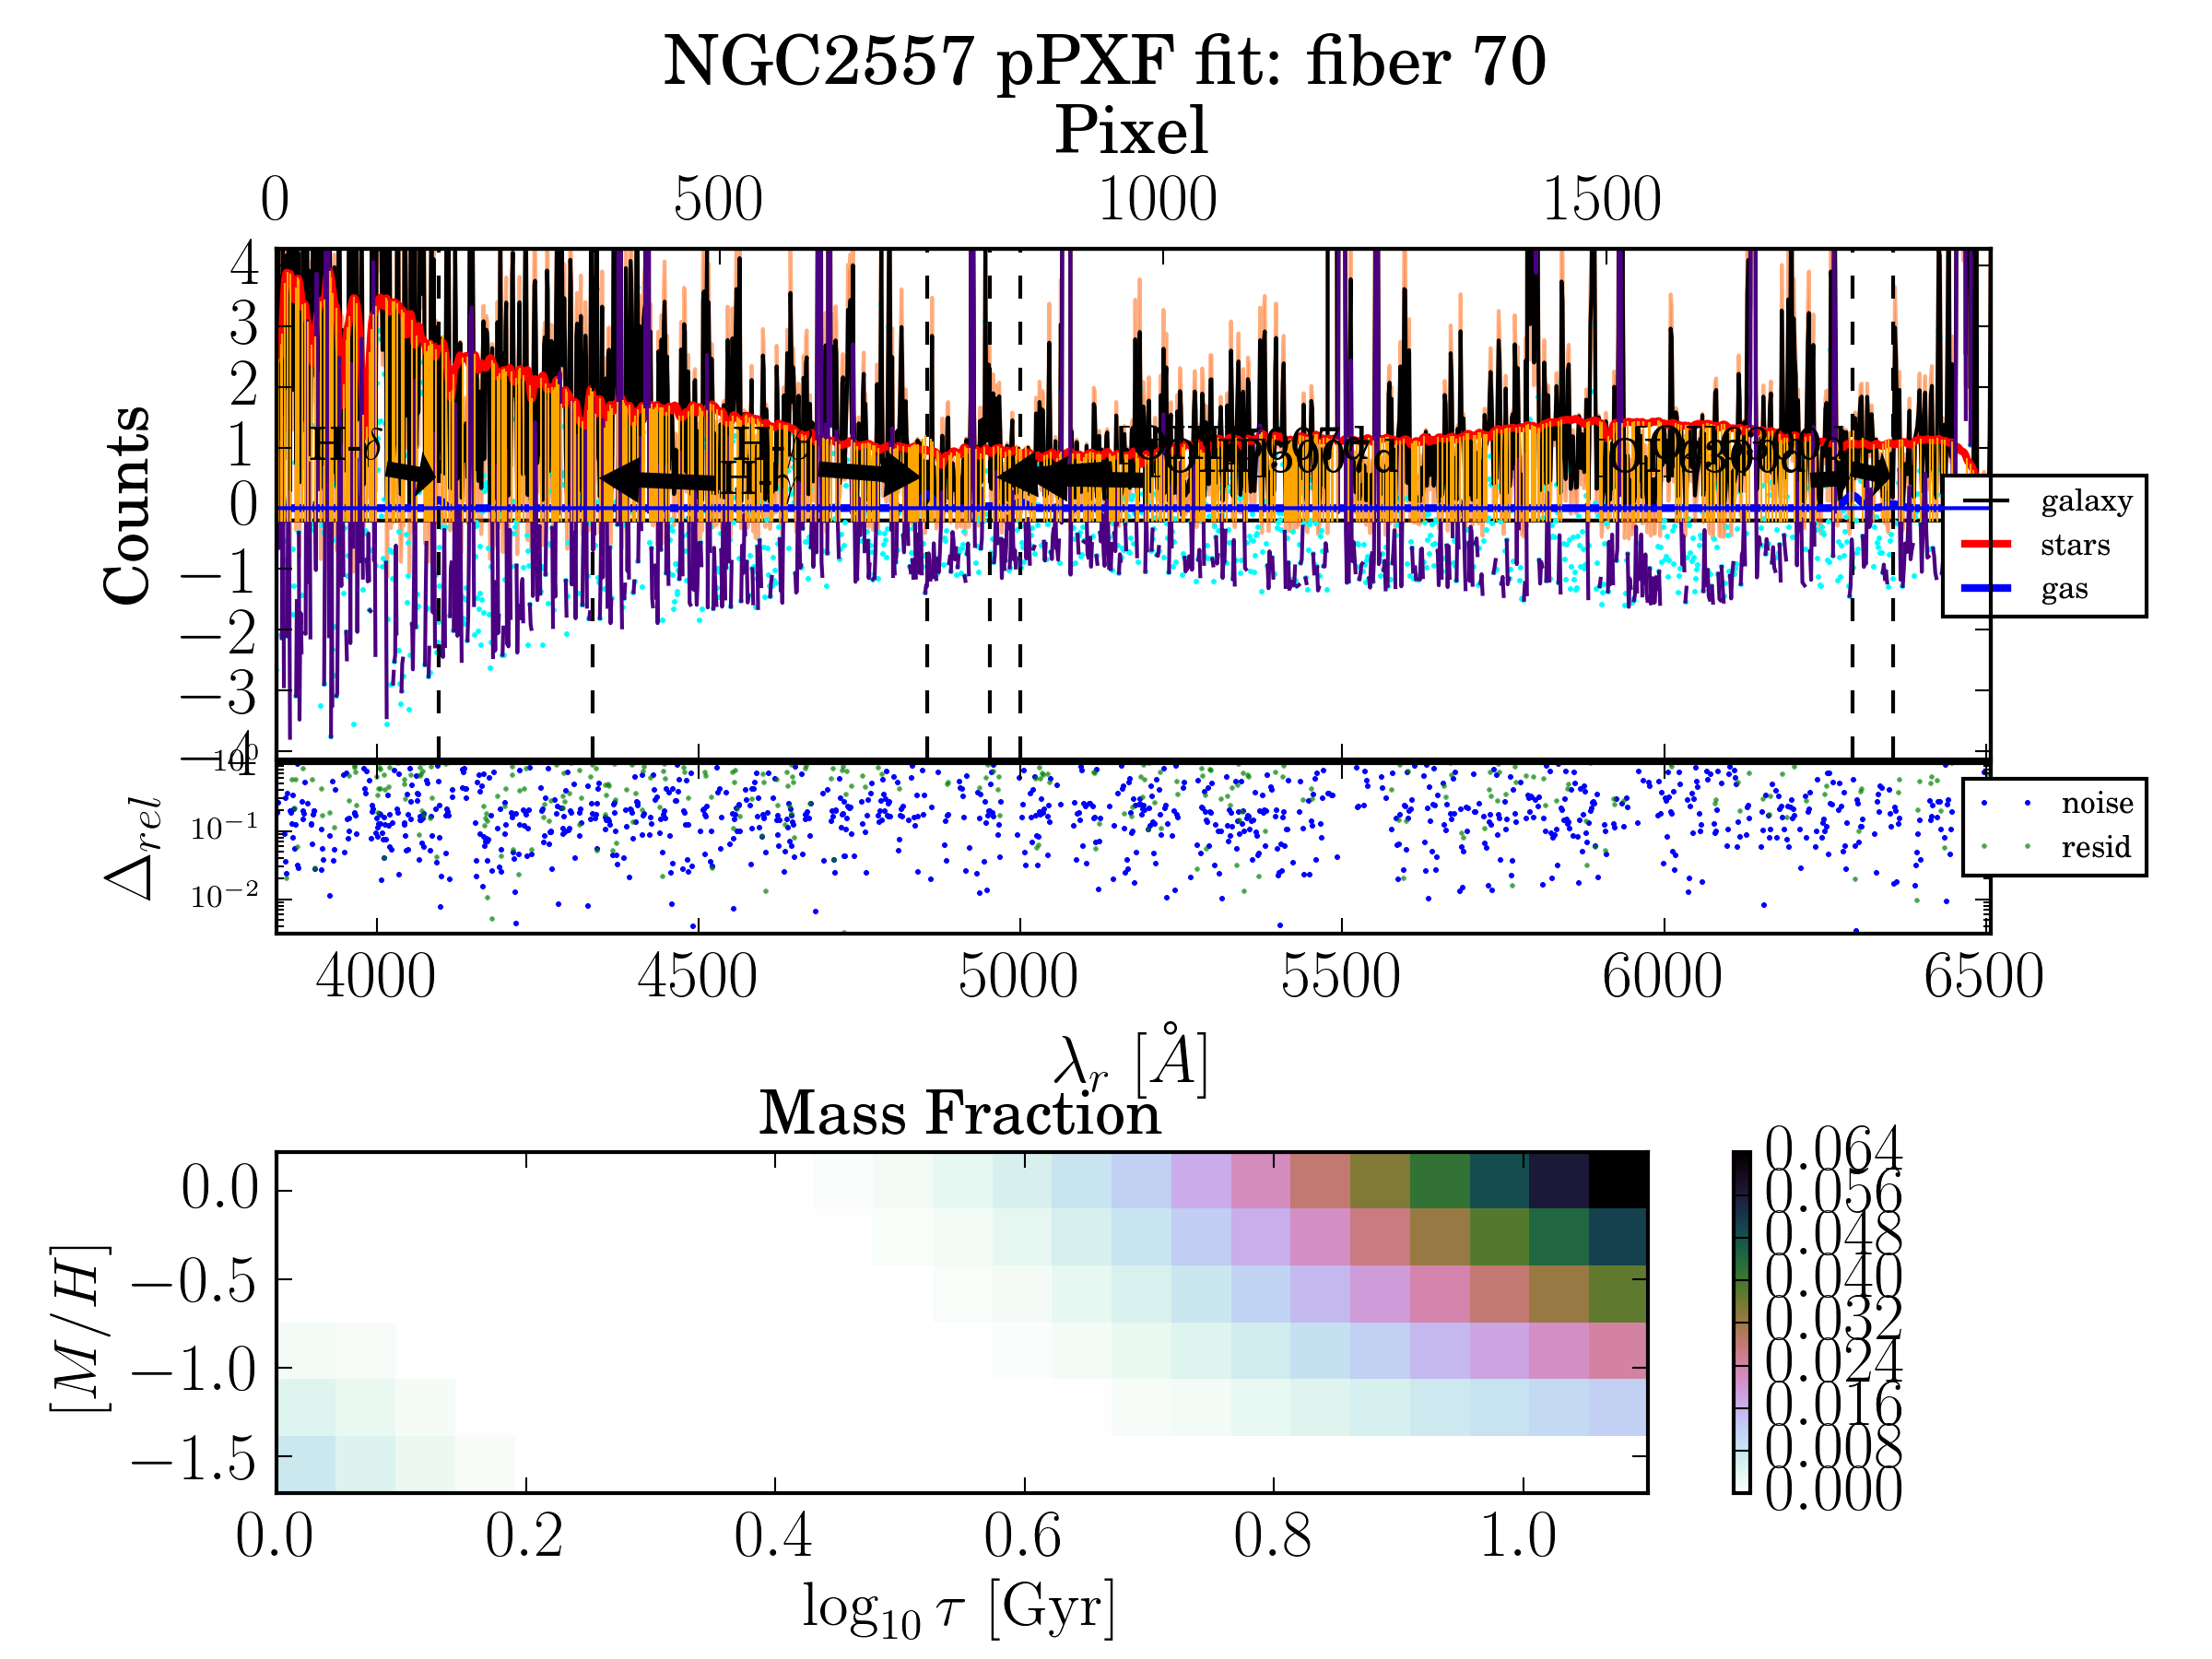 NGC2557 pPXF fit: fiber 70
Pixel
0 500 1000 1500
Counts
4
3
2
1
0
−1
−2
−3
−4
H-δ
H-γ
galaxy
stars
gas
Δrel
10⁰
10⁻¹
10⁻²
noise
resid
4000 4500 5000 5500 6000 6500
λr [Å]
Mass Fraction
[M/H]
0.0
−0.5
−1.0
−1.5
0.0 0.2 0.4 0.6 0.8 1.0
log₁₀ τ [Gyr]
0.064
0.056
0.048
0.040
0.032
0.024
0.016
0.008
0.000